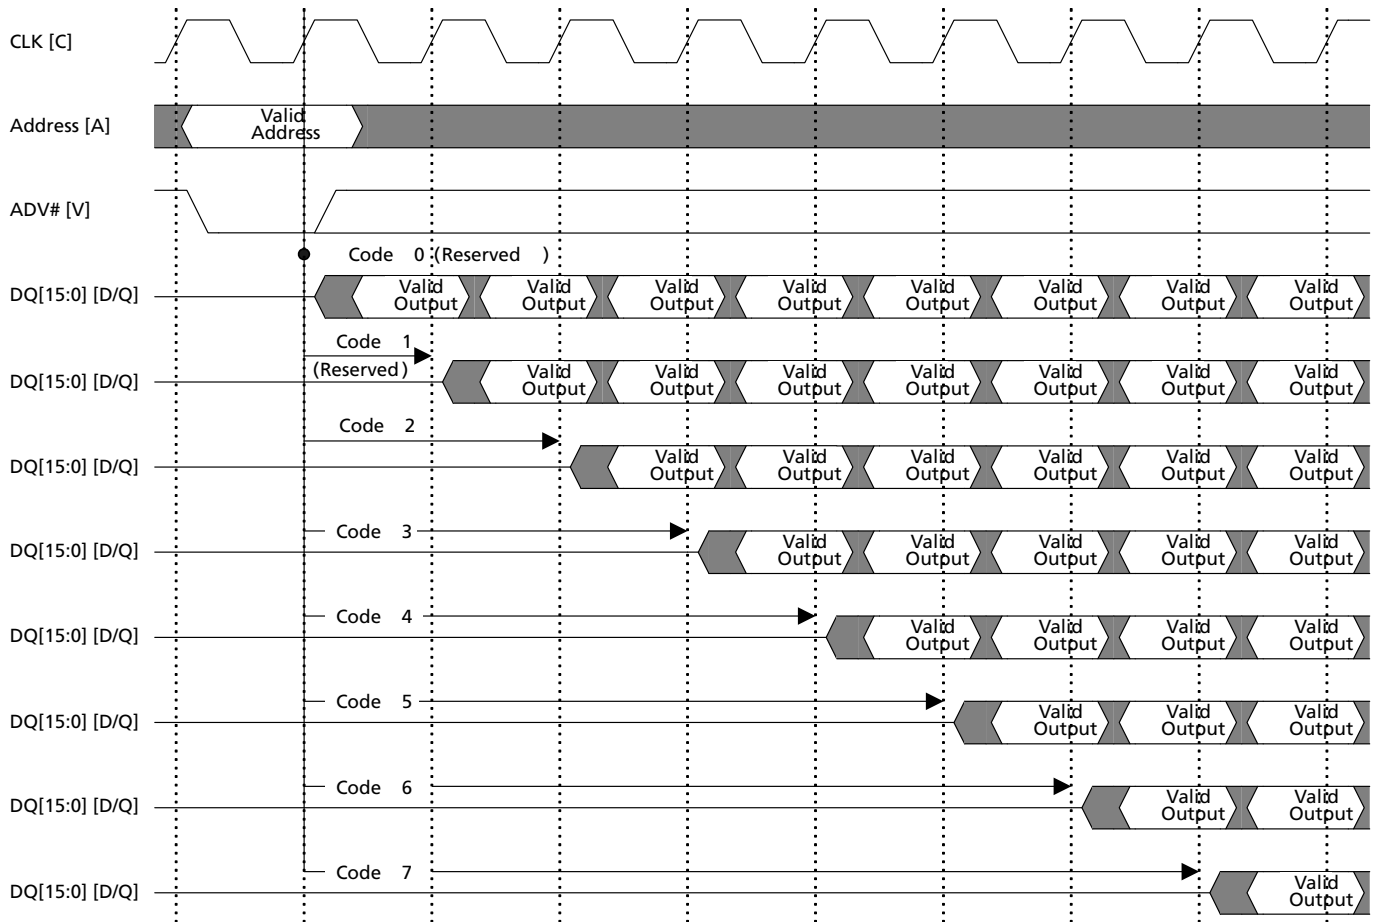 CLK [C]
Address [A]
Valid
Address
ADV# [V]
Code 0 (Reserved )
DQ[15:0] [D/Q]
Valid Valid Valid Valid Valid Valid Valid Valid
Output Output Output Output Output Output Output Output
Code 1
(Reserved)
DQ[15:0] [D/Q]
Valid Valid Valid Valid Valid Valid Valid
Output Output Output Output Output Output Output
Code 2
DQ[15:0] [D/Q]
Valid Valid Valid Valid Valid Valid
Output Output Output Output Output Output
Code 3
DQ[15:0] [D/Q]
Valid Valid Valid Valid Valid
Output Output Output Output Output
Code 4
DQ[15:0] [D/Q]
Valid Valid Valid Valid
Output Output Output Output
Code 5
DQ[15:0] [D/Q]
Valid Valid Valid
Output Output Output
Code 6
DQ[15:0] [D/Q]
Valid Valid
Output Output
Code 7
DQ[15:0] [D/Q]
Valid
Output